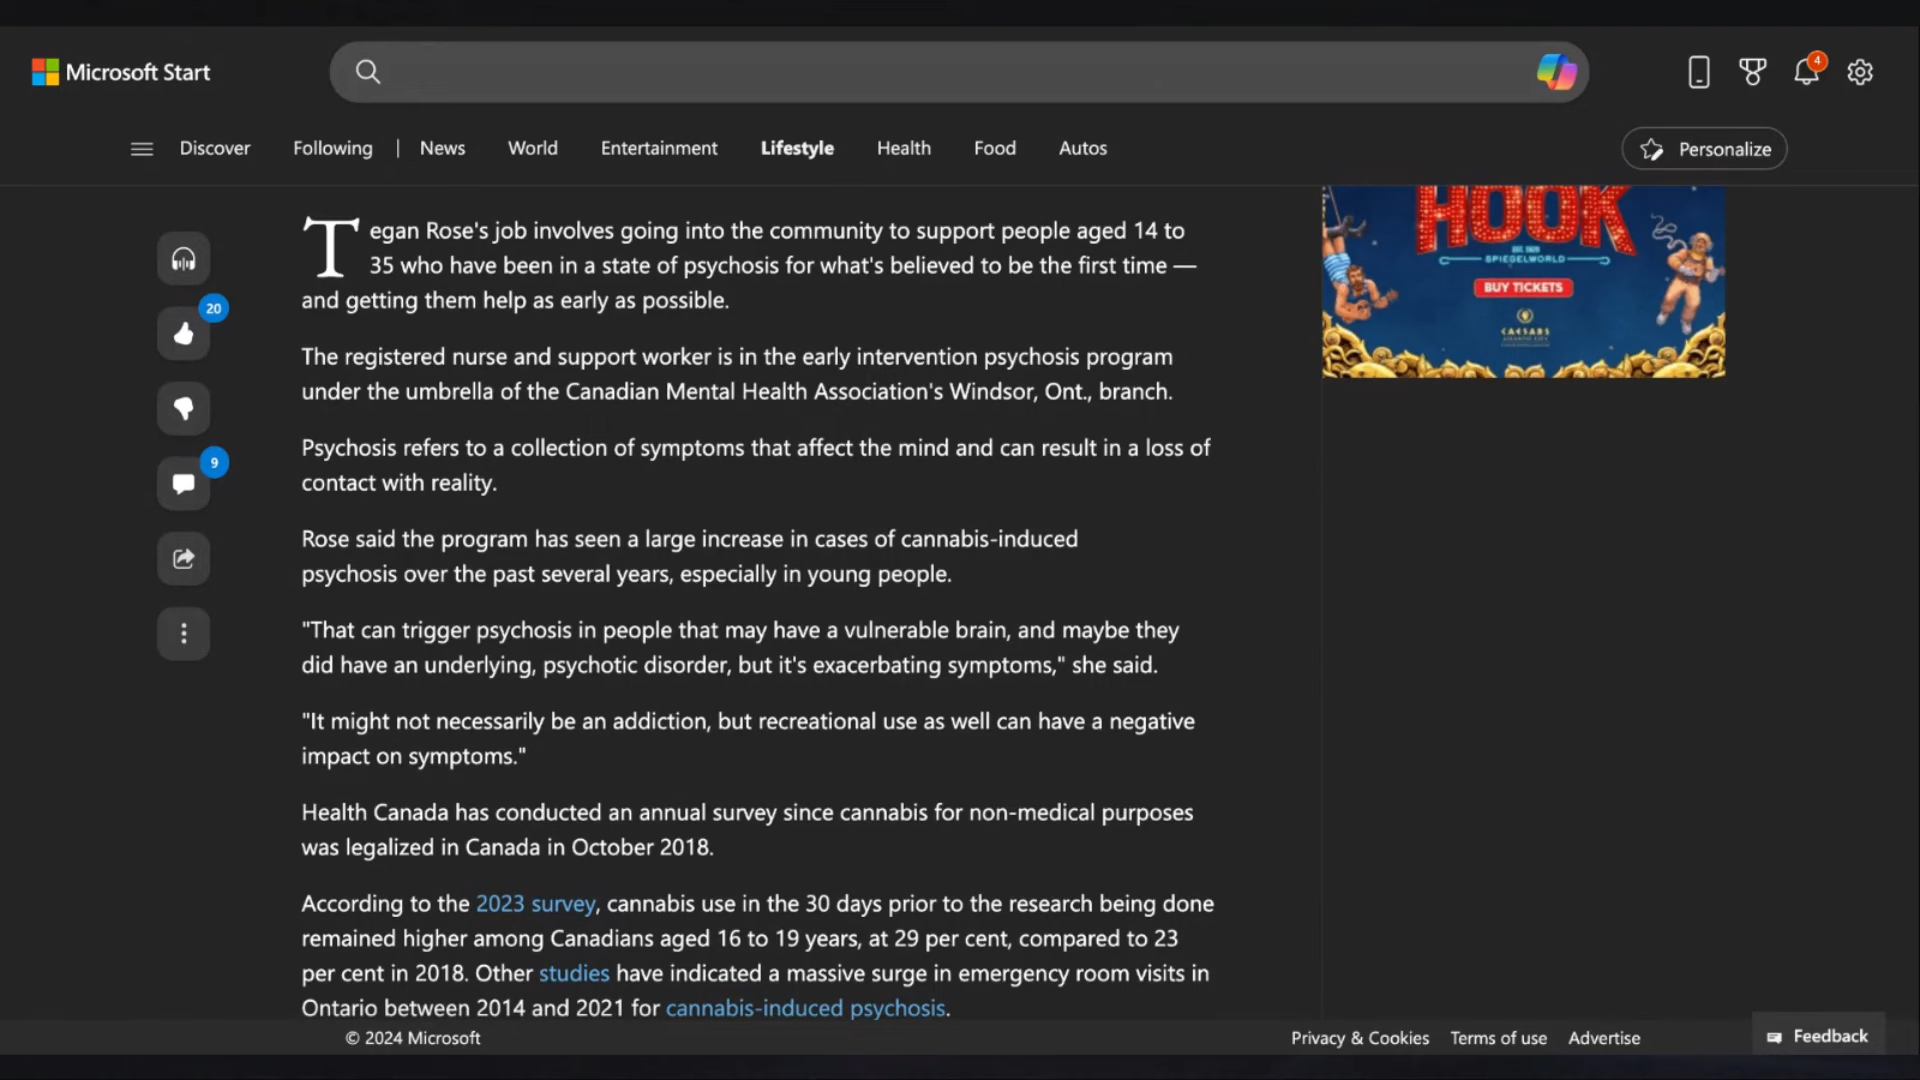 Microsoft Start
4
Discover
Following
|
News
World
Entertainment
Lifestyle
Health
Food
Autos
Personalize
Tegan Rose's job involves going into the community to support people aged 14 to
35 who have been in a state of psychosis for what's believed to be the first time —
and getting them help as early as possible.
The registered nurse and support worker is in the early intervention psychosis program
under the umbrella of the Canadian Mental Health Association's Windsor, Ont., branch.
Psychosis refers to a collection of symptoms that affect the mind and can result in a loss of
contact with reality.
Rose said the program has seen a large increase in cases of cannabis-induced
psychosis over the past several years, especially in young people.
"That can trigger psychosis in people that may have a vulnerable brain, and maybe they
did have an underlying, psychotic disorder, but it's exacerbating symptoms," she said.
"It might not necessarily be an addiction, but recreational use as well can have a negative
impact on symptoms."
Health Canada has conducted an annual survey since cannabis for non-medical purposes
was legalized in Canada in October 2018.
According to the 2023 survey, cannabis use in the 30 days prior to the research being done
remained higher among Canadians aged 16 to 19 years, at 29 per cent, compared to 23
per cent in 2018. Other studies have indicated a massive surge in emergency room visits in
Ontario between 2014 and 2021 for cannabis-induced psychosis.
20
9
HOOK
SPIEGELWORLD
BUY TICKETS
CAESARS
© 2024 Microsoft
Privacy & Cookies
Terms of use
Advertise
Feedback